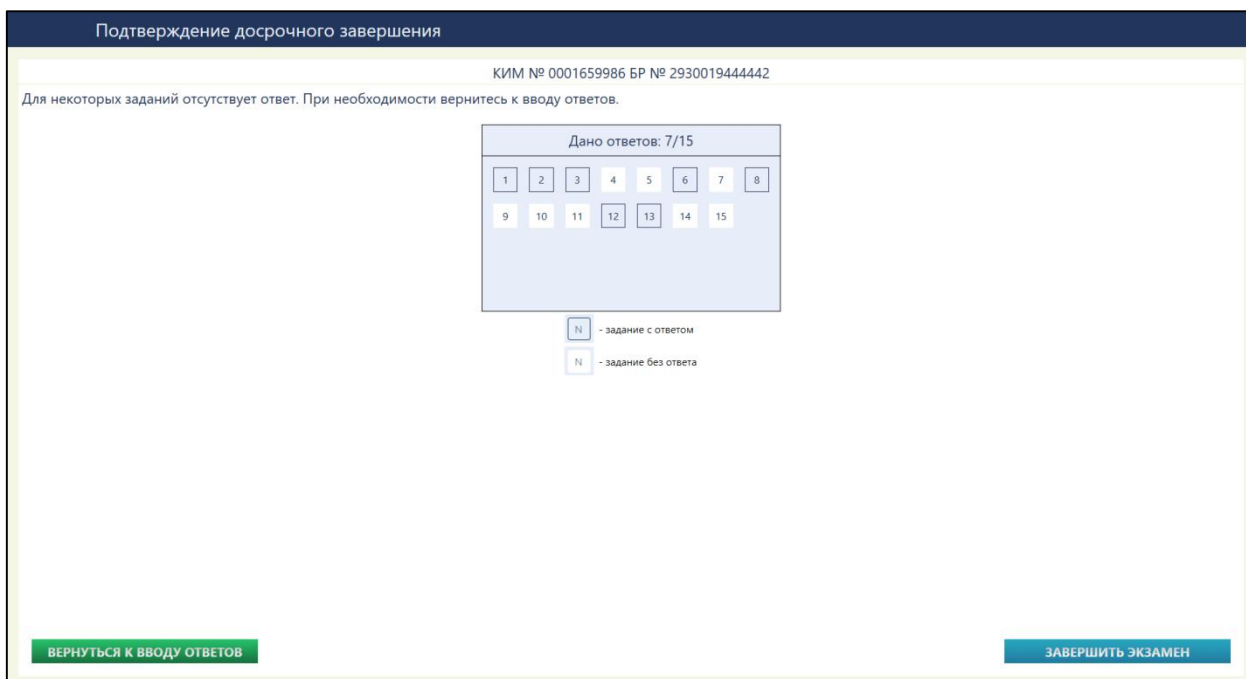 Подтверждение досрочного завершения
КИМ № 0001659986 БР № 2930019444442
Для некоторых заданий отсутствует ответ. При необходимости вернитесь к вводу ответов.
Дано ответов: 7/15
1 2 3 4 5 6 7 8
9 10 11 12 13 14 15
N - задание с ответом
N - задание без ответа
ВЕРНУТЬСЯ К ВВОДУ ОТВЕТОВ
ЗАВЕРШИТЬ ЭКЗАМЕН